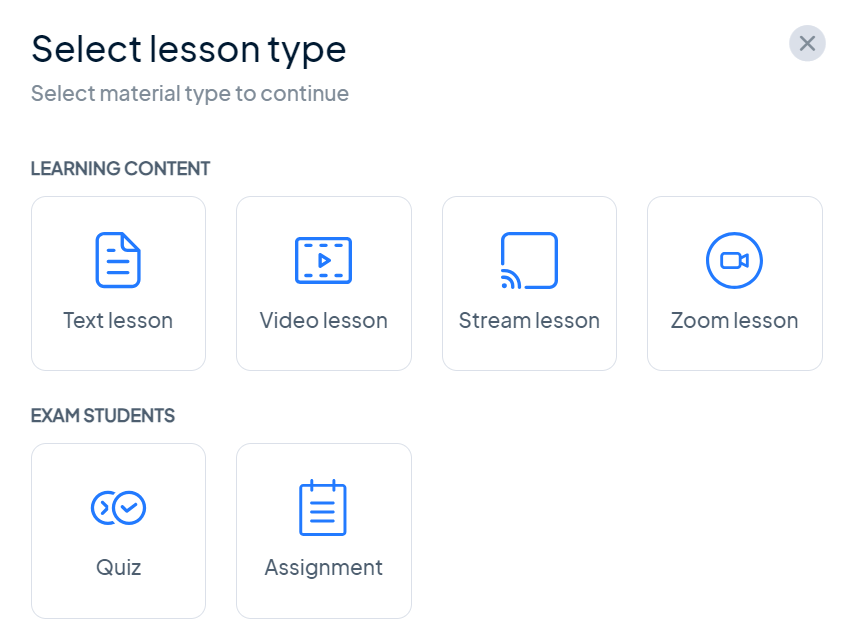 Select lesson type
Select material type to continue
LEARNING CONTENT
Text lesson
Video lesson
Stream lesson
Zoom lesson
EXAM STUDENTS
Quiz
Assignment